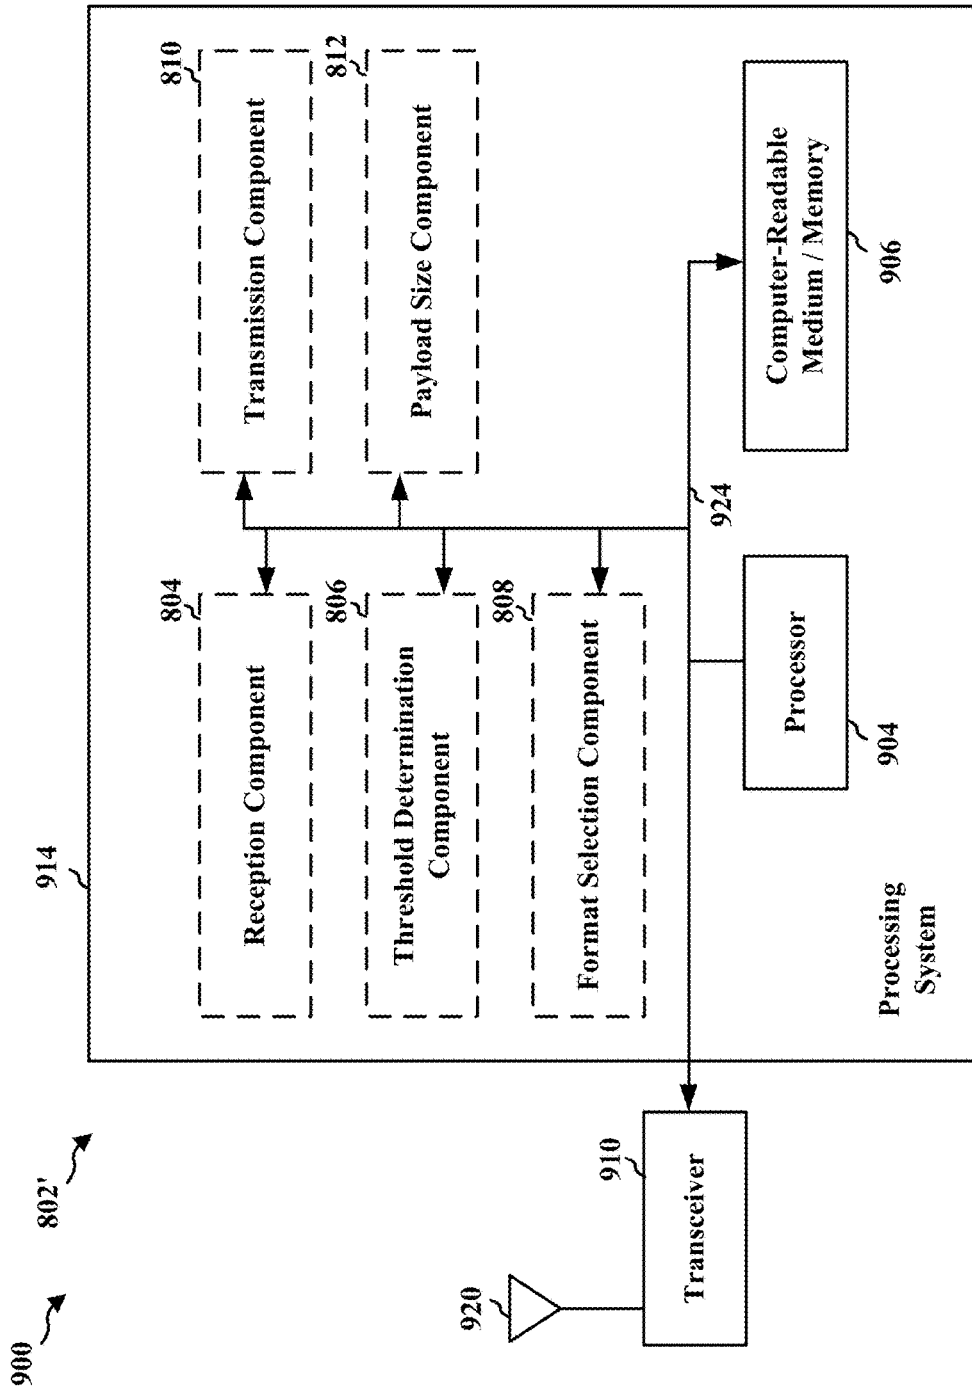 900
802'
914
920
910
Transceiver
804
Reception Component
806
Threshold Determination
Component
808
Format Selection Component
810
Transmission Component
812
Payload Size Component
924
Processor
904
Computer-Readable
Medium / Memory
906
Processing
System